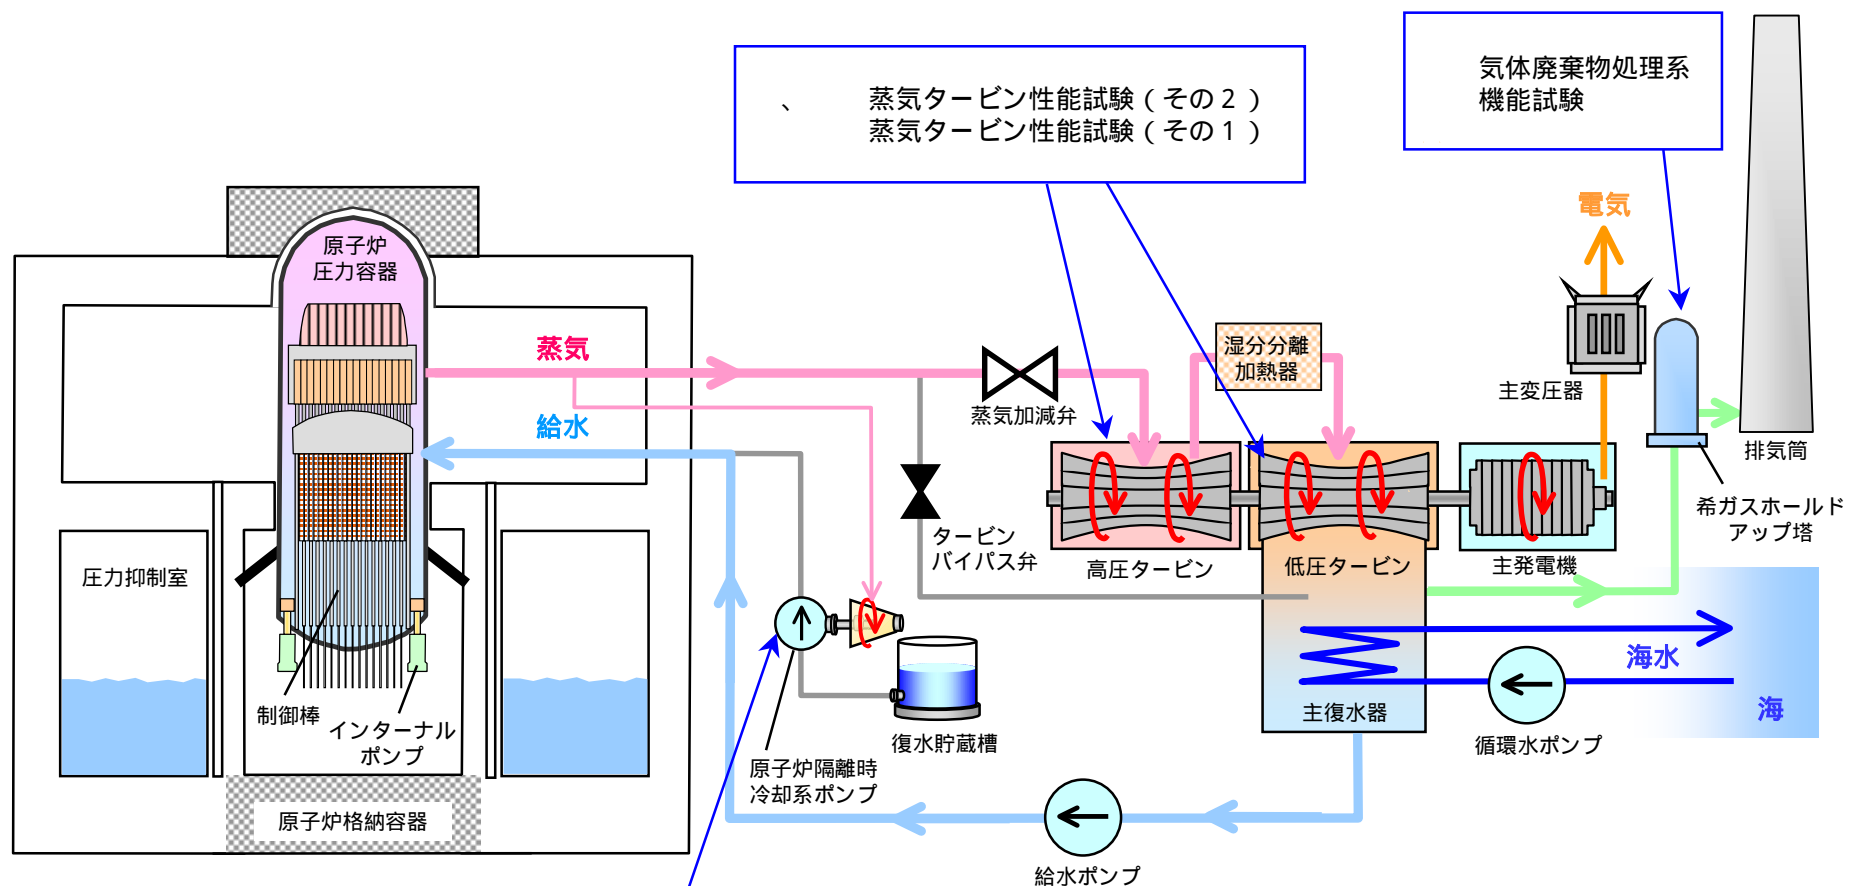 、 蒸気タービン性能試験（その２）
蒸気タービン性能試験（その１）
気体廃棄物処理系
機能試験
電気
原子炉
圧力容器
蒸気
給水
蒸気加減弁
湿分分離
加熱器
主変圧器
排気筒
希ガスホールド
アップ塔
タービン
バイパス弁
高圧タービン
低圧タービン
主発電機
圧力抑制室
制御棒
インターナル
ポンプ
原子炉隔離時
冷却系ポンプ
復水貯蔵槽
主復水器
海水
海
循環水ポンプ
原子炉格納容器
給水ポンプ